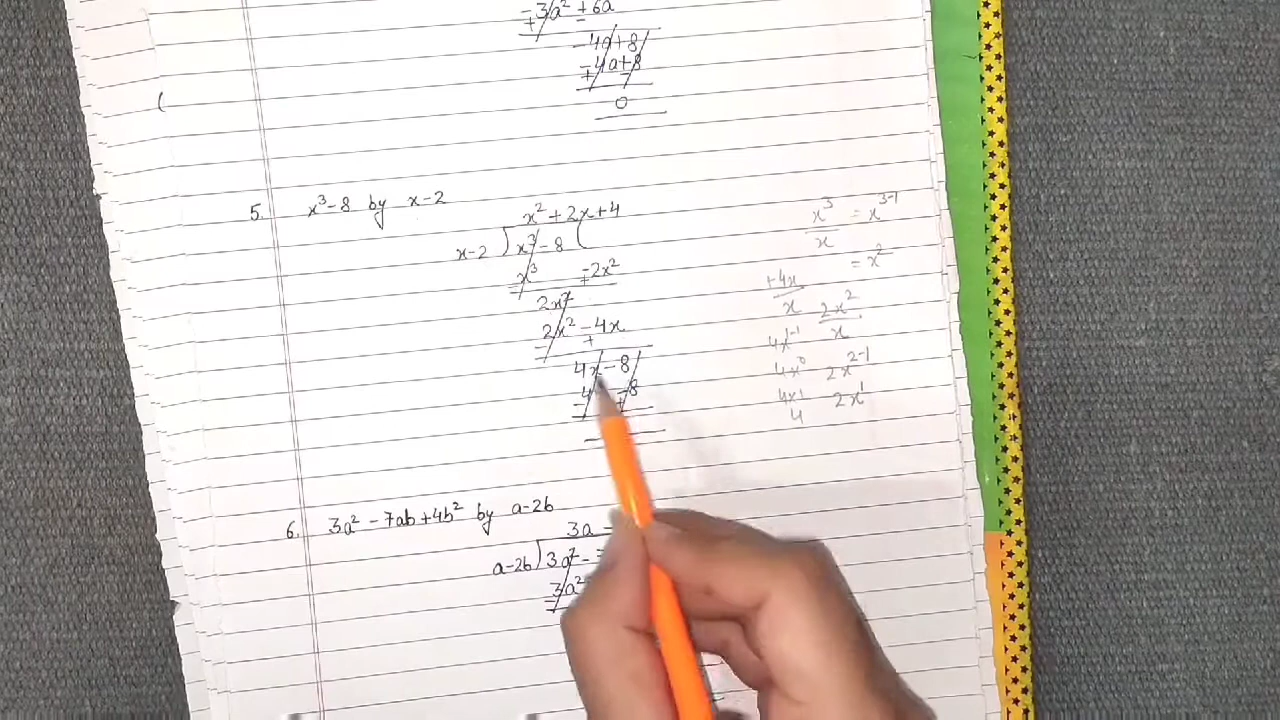 -3a² + 6a
+ -
-4a+8
-4a+8
+ -
0
(
5. x³-8 by x-2
x² + 2x+4
x-2 ) x³ - 8 (
x³ -2x²
- +
2x²
2x² - 4x
- +
4x - 8
4 -8
- +
x³/x = x³⁻¹
= x²
+4x/x
4x¹⁻¹
4x⁰
4x1
4
2x²/x
2x²⁻¹
2x¹
6. 3a² - 7ab + 4b² by a-2b
3a -
a-2b ) 3a² -
3a²
-